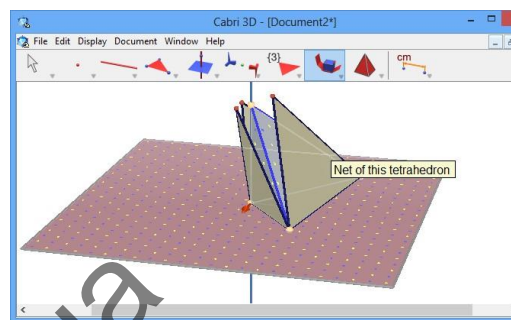 Cabri 3D - [Document2*]
File Edit Display Document Window Help
{3}
cm
Net of this tetrahedron